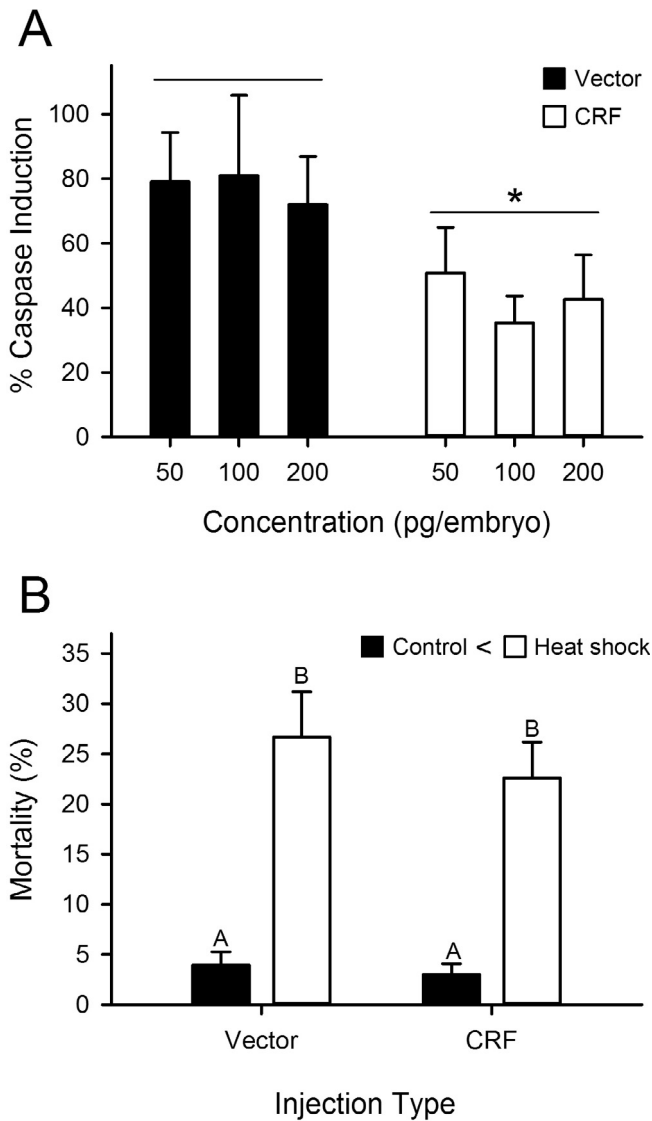 A
Vector
CRF
% Caspase Induction
100
80
60
40
20
0
*
50 100 200 50 100 200
Concentration (pg/embryo)
B
Control < Heat shock
Mortality (%)
35
30
25
20
15
10
5
0
A B A B
Vector CRF
Injection Type